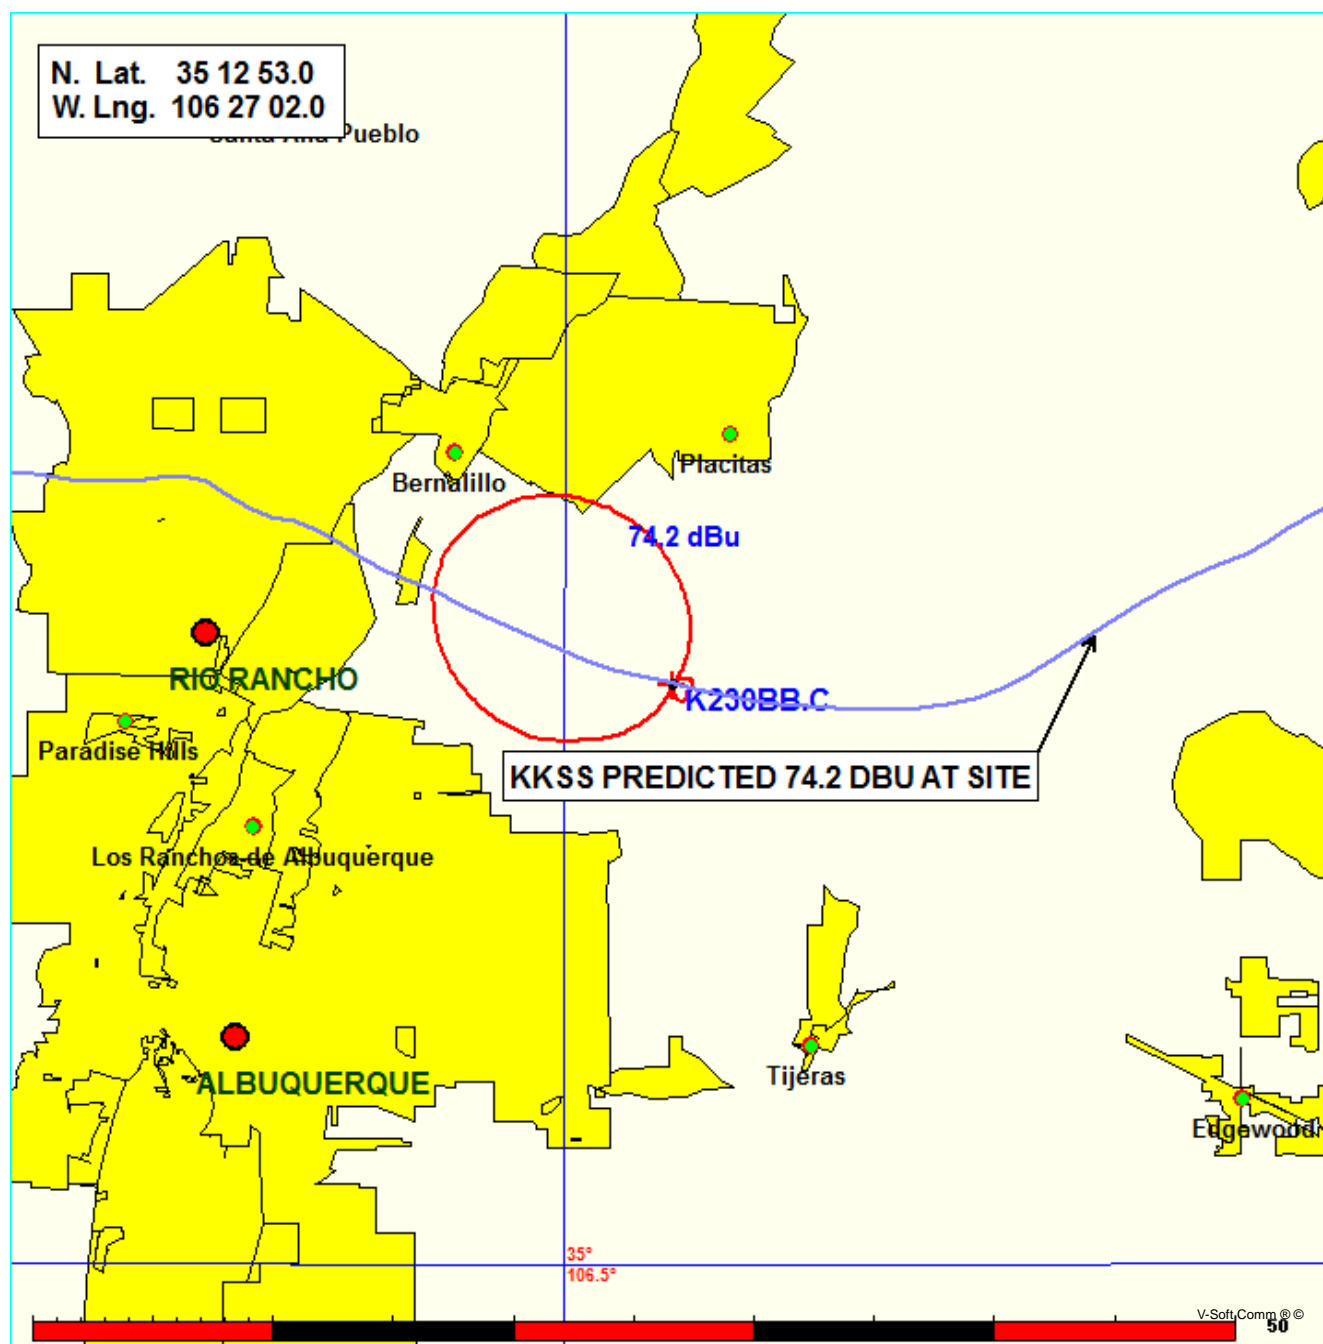 N. Lat. 35 12 53.0
W. Lng. 106 27 02.0
Santa Ana Pueblo
Placitas
Bernalillo
74.2 dBu
RIO RANCHO
K230BB.C
Paradise Hills
KKSS PREDICTED 74.2 DBU AT SITE
Los Ranchos de Albuquerque
Tijeras
ALBUQUERQUE
Edgewood
35°
106.5°
V-Soft Comm ® ©
50